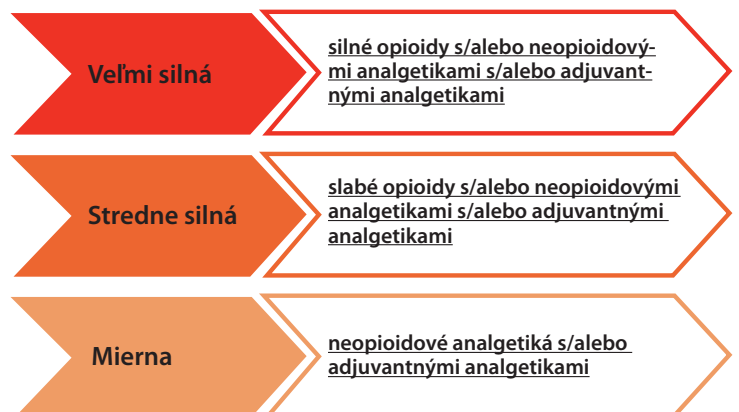 Veľmi silná
silné opioidy s/alebo neopioidový-
mi analgetikami s/alebo adjuvant-
nými analgetikami
Stredne silná
slabé opioidy s/alebo neopioidovými
analgetikami s/alebo adjuvantnými
analgetikami
Mierna
neopioidové analgetiká s/alebo
adjuvantnými analgetikami